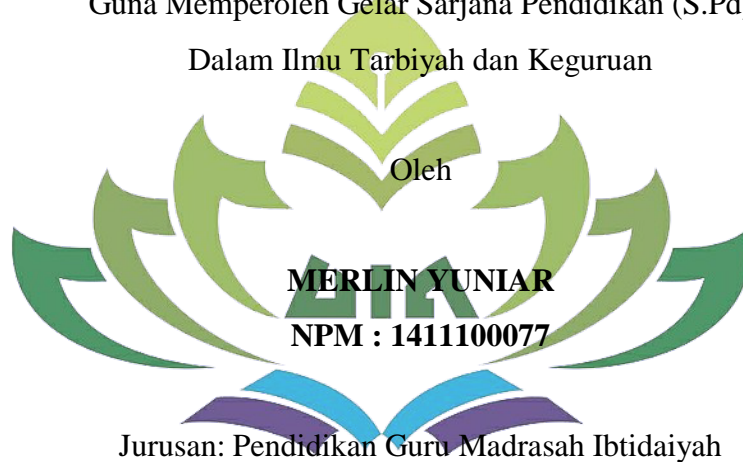 Guna Memperoleh Gelar Sarjana Pendidikan (S.Pd
Dalam Ilmu Tarbiyah dan Keguruan
Oleh
UIN
MERLIN YUNIAR
NPM : 1411100077
Jurusan: Pendidikan Guru Madrasah Ibtidaiyah